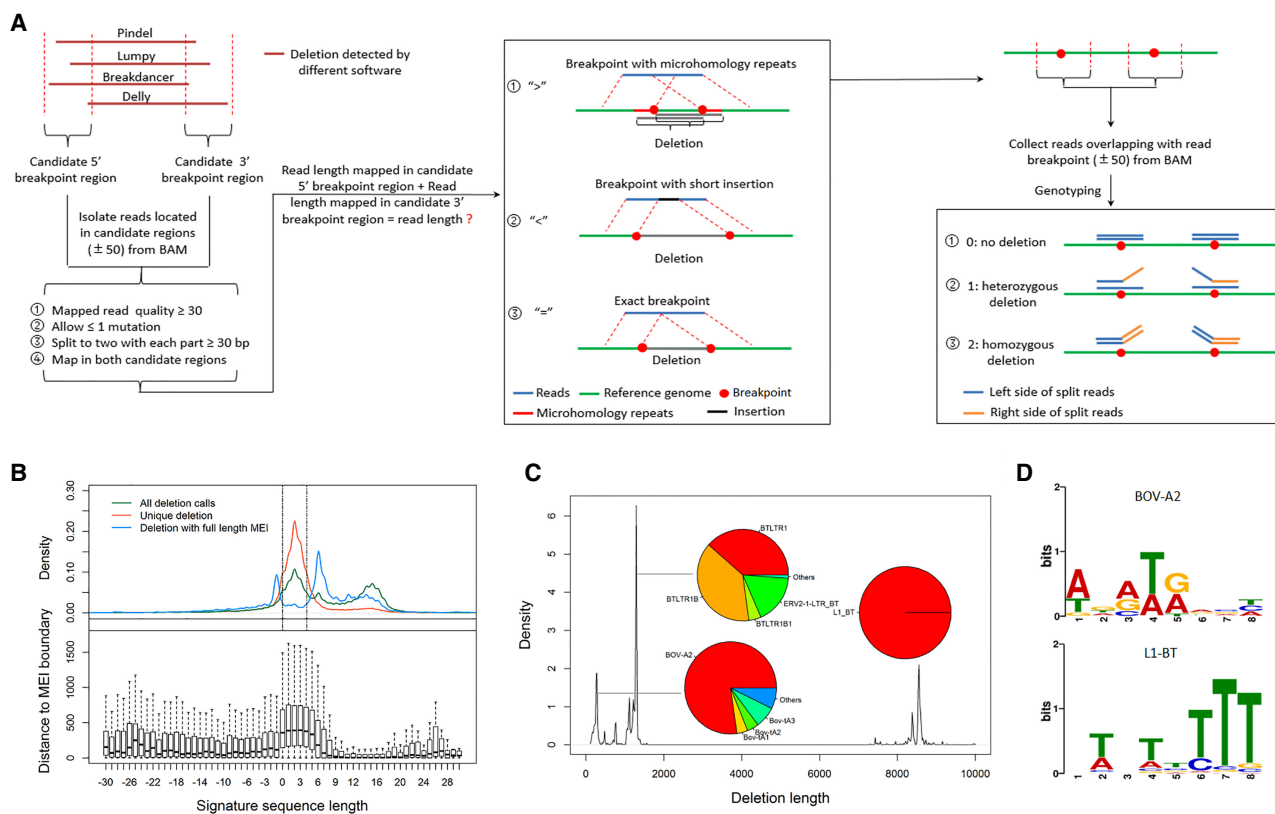 A
Pindel
Lumpy
Breakdancer
Delly
Deletion detected by
different software
Candidate 5’
breakpoint region
Candidate 3’
breakpoint region
Isolate reads located
in candidate regions
(±50) from BAM
① Mapped read quality ≥ 30
② Allow ≤ 1 mutation
③ Split to two with each part ≥ 30 bp
④ Map in both candidate regions
Read length mapped in candidate
5’ breakpoint region + Read
length mapped in candidate 3’
breakpoint region = read length ?
Breakpoint with microhomology repeats
① “>”
Deletion
Breakpoint with short insertion
② “<”
Deletion
Exact breakpoint
③ “=”
Deletion
Reads
Reference genome
Breakpoint
Microhomology repeats
Insertion
Collect reads overlapping with read
breakpoint (±50) from BAM
Genotyping
① 0: no deletion
② 1: heterozygous
deletion
③ 2: homozygous
deletion
Left side of split reads
Right side of split reads
B
All deletion calls
Unique deletion
Deletion with full length MEI
Density
0.30
0.20
0.10
0.00
Distance to MEI boundary
1500
1000
500
0
-30 -26 -22 -18 -14 -10 -6 -3 0 3 6 9 12 16 20 24 28
Signature sequence length
C
Density
6
5
4
3
2
1
0
BTLTR1
Others
ERV2-1-LTR_BT
BTLTR1B1
BTLTR1B
BOV-A2
Others
Bov-tA3
Bov-tA2
Bov-tA1
L1_BT
0 2000 4000 6000 8000 10000
Deletion length
D
BOV-A2
bits
2
1
0
1 2 3 4 5 6 7 8
L1-BT
bits
2
1
0
1 2 3 4 5 6 7 8